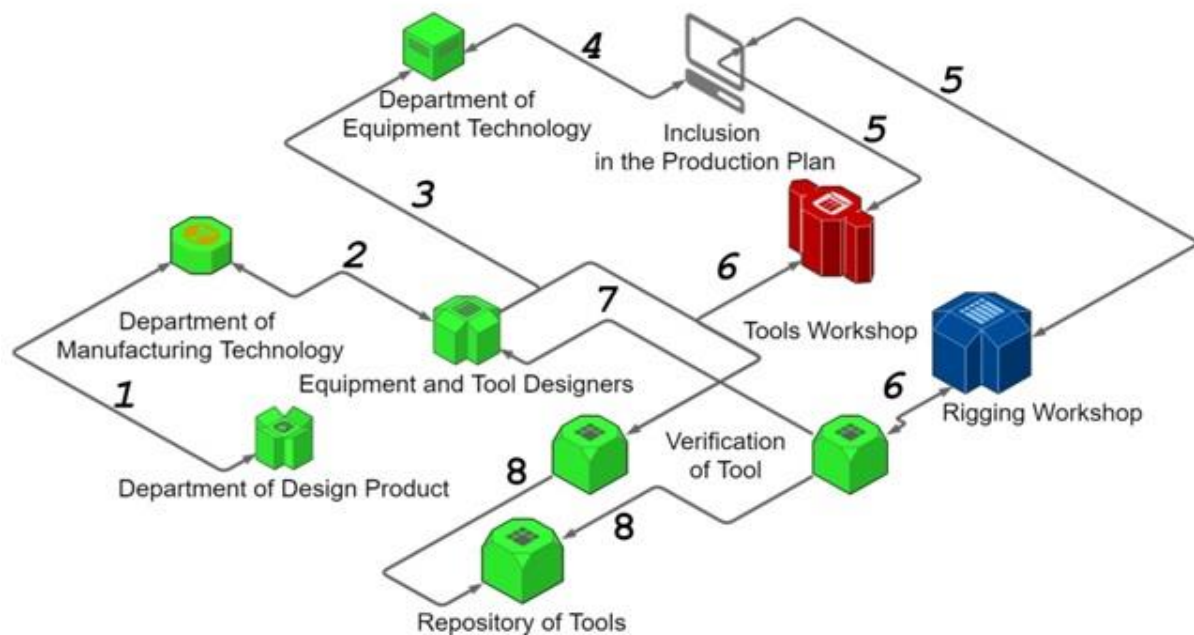 4
5
Department of
Equipment Technology
Inclusion
in the Production Plan
5
3
2
6
7
Department of
Manufacturing Technology
Tools Workshop
Equipment and Tool Designers
1
6
Rigging Workshop
Verification
of Tool
Department of Design Product
8
8
Repository of Tools